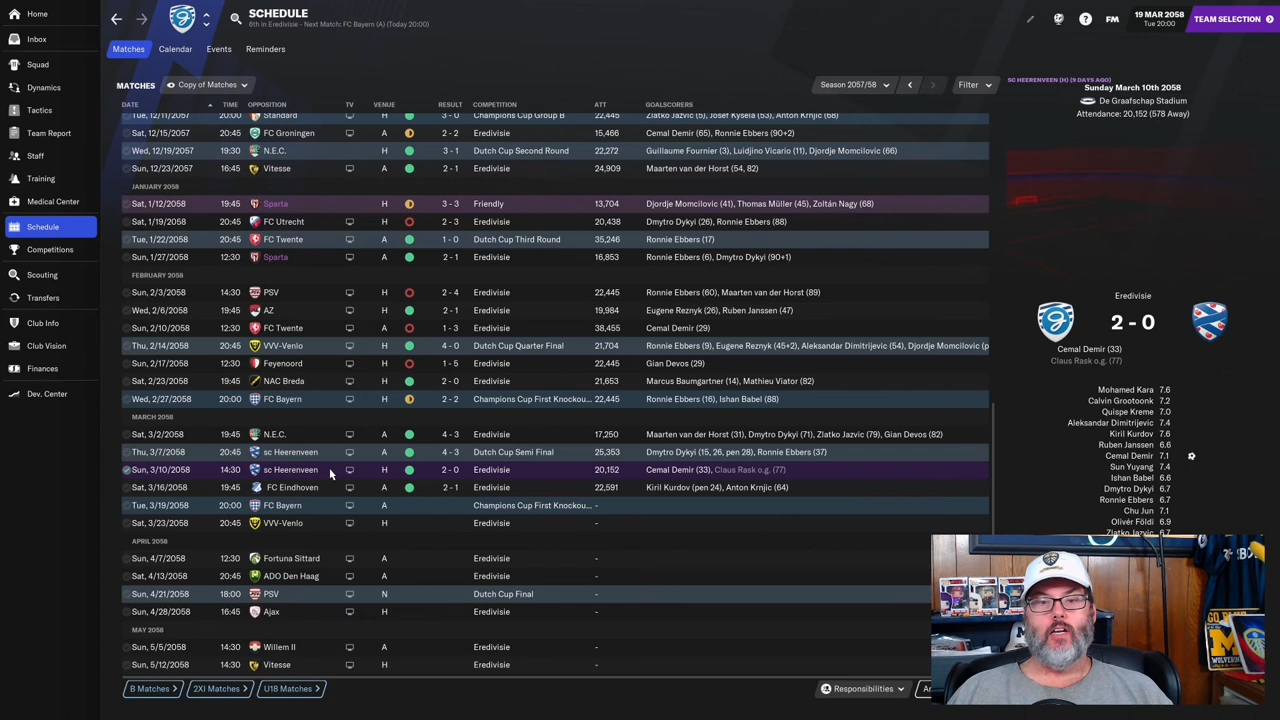 Home
Inbox
Squad
Dynamics
Tactics
Team Report
Staff
Training
Medical Center
Schedule
Competitions
Scouting
Transfers
Club Info
Club Vision
Finances
Dev. Center
SCHEDULE
6th in Eredivisie - Next Match: FC Bayern (A) (Today 20:00)
FM
19 MAR 2058
Tue 20:00
TEAM SELECTION
Matches Calendar Events Reminders
MATCHES Copy of Matches Season 2057/58 Filter
DATE TIME OPPOSITION TV VENUE RESULT COMPETITION ATT GOALSCORERS
Tue, 12/11/2057 20:00 Standard H 3 - 0 Champions Cup Group B 22,445 Zlatko Jazvic (5), Josef Kysela (53), Anton Krnjic (68)
Sat, 12/15/2057 20:45 FC Groningen A 2 - 2 Eredivisie 15,466 Cemal Demir (65), Ronnie Ebbers (90+2)
Wed, 12/19/2057 19:30 N.E.C. H 3 - 1 Dutch Cup Second Round 22,272 Guillaume Fournier (3), Luidjino Vicario (11), Djordje Momcilovic (66)
Sun, 12/23/2057 16:45 Vitesse A 2 - 1 Eredivisie 24,909 Maarten van der Horst (54, 82)
JANUARY 2058
Sat, 1/12/2058 19:45 Sparta H 3 - 3 Friendly 13,704 Djordje Momcilovic (41), Thomas Müller (45), Zoltán Nagy (68)
Sat, 1/19/2058 20:45 FC Utrecht H 2 - 3 Eredivisie 20,438 Dmytro Dykyi (26), Ronnie Ebbers (88)
Tue, 1/22/2058 20:45 FC Twente A 1 - 0 Dutch Cup Third Round 35,246 Ronnie Ebbers (17)
Sun, 1/27/2058 12:30 Sparta A 2 - 1 Eredivisie 16,853 Ronnie Ebbers (6), Dmytro Dykyi (90+1)
FEBRUARY 2058
Sun, 2/3/2058 14:30 PSV H 2 - 4 Eredivisie 22,445 Ronnie Ebbers (60), Maarten van der Horst (89)
Wed, 2/6/2058 19:45 AZ H 2 - 1 Eredivisie 19,984 Eugene Reznyk (26), Ruben Janssen (47)
Sun, 2/10/2058 12:30 FC Twente A 1 - 3 Eredivisie 38,455 Cemal Demir (29)
Thu, 2/14/2058 20:45 VVV-Venlo H 4 - 0 Dutch Cup Quarter Final 21,704 Ronnie Ebbers (9), Eugene Reznyk (45+2), Aleksandar Dimitrijevic (54), Djordje Momcilovic (p
Sun, 2/17/2058 12:30 Feyenoord H 1 - 5 Eredivisie 22,445 Gian Devos (29)
Sat, 2/23/2058 19:45 NAC Breda A 2 - 0 Eredivisie 21,653 Marcus Baumgartner (14), Mathieu Viator (82)
Wed, 2/27/2058 20:00 FC Bayern H 2 - 2 Champions Cup First Knockou... 22,445 Ronnie Ebbers (16), Ishan Babel (88)
MARCH 2058
Sat, 3/2/2058 19:45 N.E.C. A 4 - 3 Eredivisie 17,250 Maarten van der Horst (31), Dmytro Dykyi (71), Zlatko Jazvic (79), Gian Devos (82)
Thu, 3/7/2058 20:45 sc Heerenveen A 4 - 3 Dutch Cup Semi Final 25,353 Dmytro Dykyi (15, 26, pen 28), Ronnie Ebbers (37)
Sun, 3/10/2058 14:30 sc Heerenveen H 2 - 0 Eredivisie 20,152 Cemal Demir (33), Claus Rask o.g. (77)
Sat, 3/16/2058 19:45 FC Eindhoven A 2 - 1 Eredivisie 22,591 Kiril Kurdov (pen 24), Anton Krnjic (64)
Tue, 3/19/2058 20:00 FC Bayern A Champions Cup First Knockou... -
Sat, 3/23/2058 20:45 VVV-Venlo H Eredivisie -
APRIL 2058
Sun, 4/7/2058 12:30 Fortuna Sittard A Eredivisie -
Sat, 4/13/2058 20:45 ADO Den Haag A Eredivisie -
Sun, 4/21/2058 18:00 PSV N Dutch Cup Final -
Sun, 4/28/2058 16:45 Ajax H Eredivisie -
MAY 2058
Sun, 5/5/2058 14:30 Willem II A Eredivisie -
Sun, 5/12/2058 14:30 Vitesse H Eredivisie -
B Matches > 2XI Matches > U18 Matches > Responsibilities
SC HEERENVEEN (H) (9 DAYS AGO)
Sunday March 10th 2058
De Graafschap Stadium
Attendance: 20,152 (578 Away)
Eredivisie
2 - 0
Cemal Demir (33)
Claus Rask o.g. (77)
Mohamed Kara 7.6
Calvin Grootoonk 7.2
Quispe Kreme 7.0
Aleksandar Dimitrijevic 7.4
Kiril Kurdov 7.6
Ruben Janssen 6.6
Cemal Demir 7.1
Sun Yuyang 7.4
Ishan Babel 6.6
Dmytro Dykyi 6.7
Ronnie Ebbers 6.7
Chu Jun 7.1
Olivér Földi 6.9
Zlatko Jazvic 6.7
M
GO BLUE
WOLVERINE